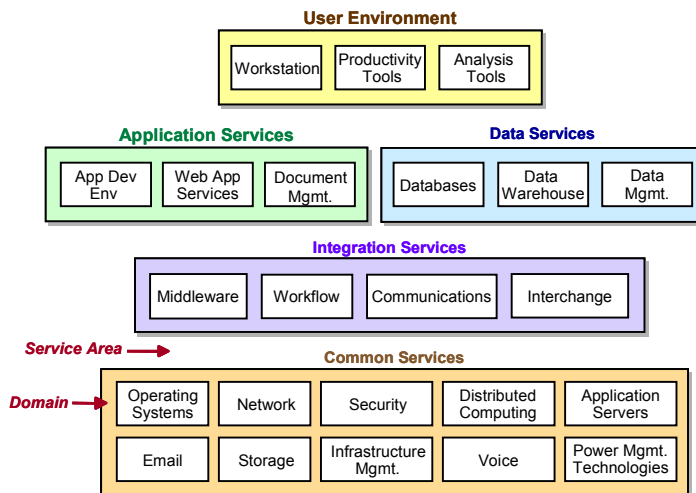 User Environment
Workstation
Productivity
Tools
Analysis
Tools
Application Services
App Dev
Env
Web App
Services
Document
Mgmt.
Data Services
Databases
Data
Warehouse
Data
Mgmt.
Integration Services
Middleware
Workflow
Communications
Interchange
Service Area
Common Services
Domain
Operating
Systems
Network
Security
Distributed
Computing
Application
Servers
Email
Storage
Infrastructure
Mgmt.
Voice
Power Mgmt.
Technologies